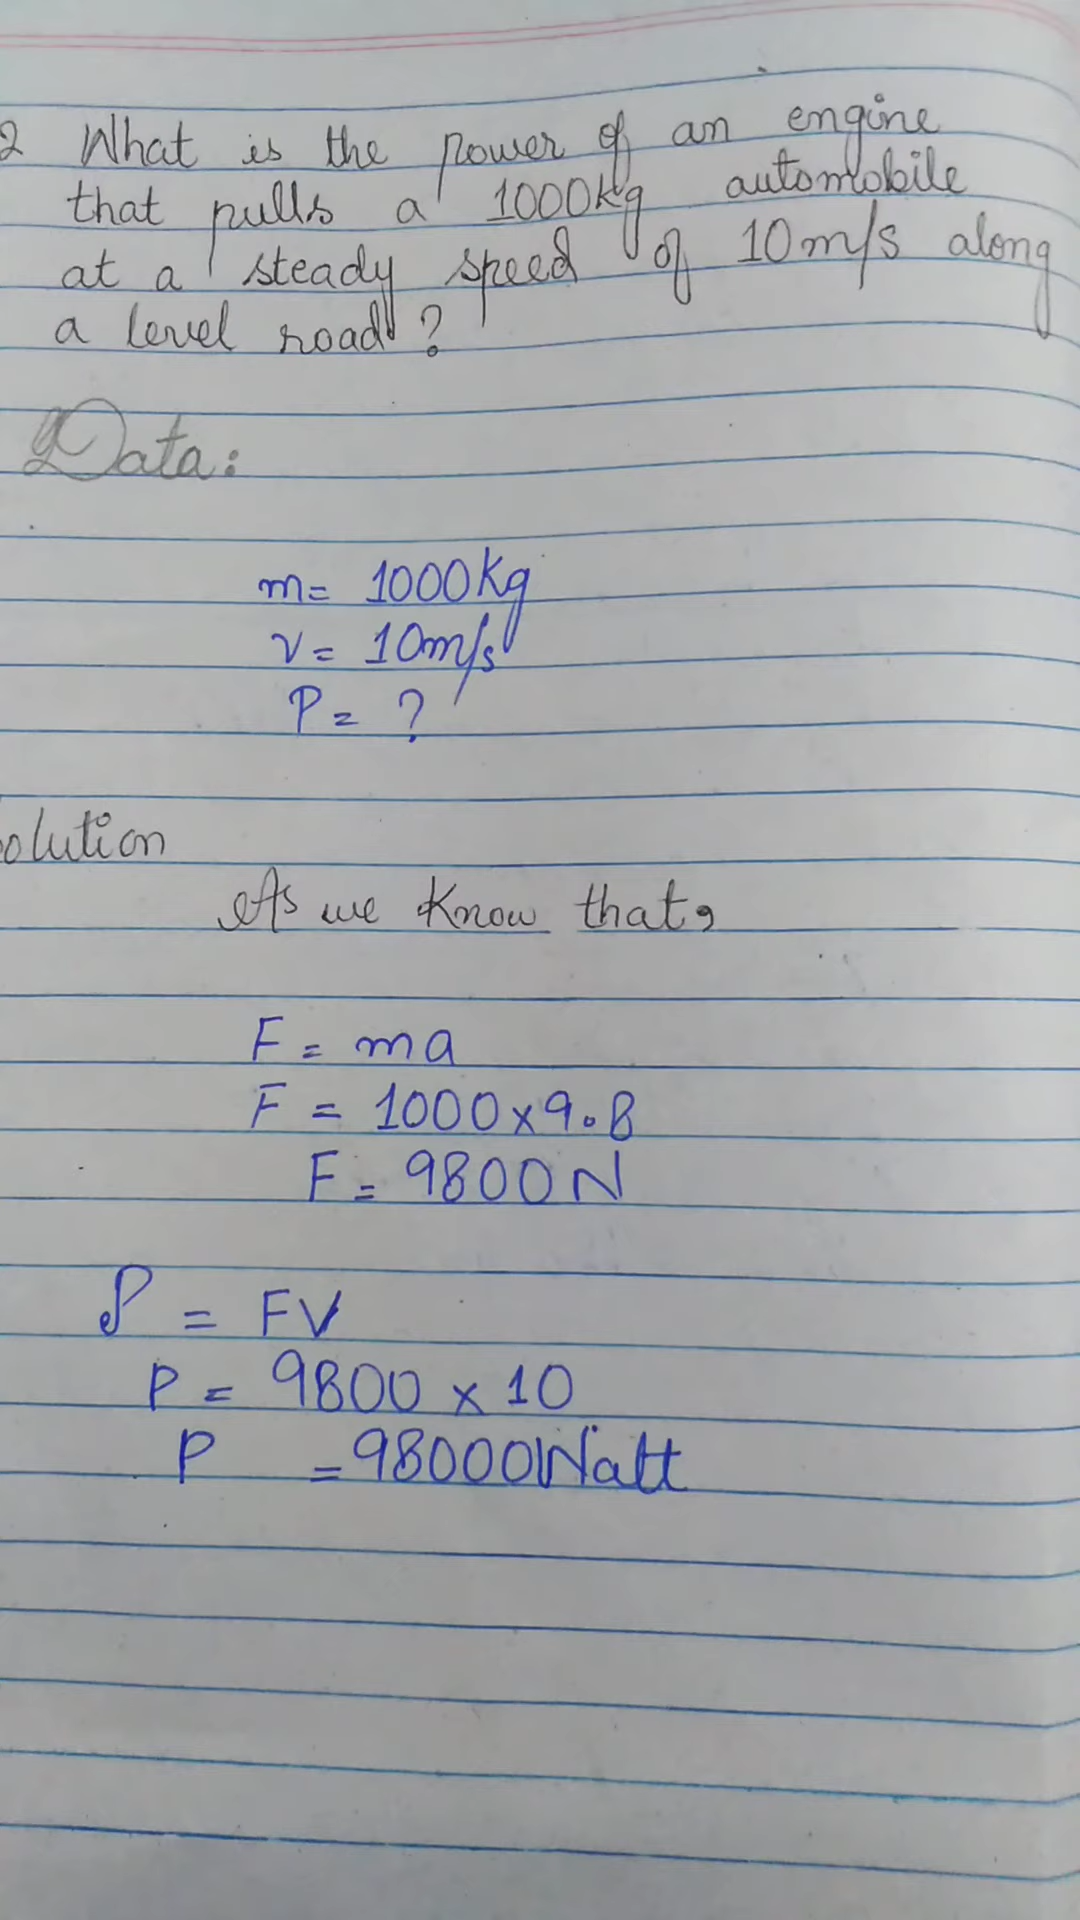 2 What is the power of an engine
that pulls a 1000kg automobile
at a steady speed of 10m/s along
a level road?
Data:
m= 1000kg
v= 10m/s
P= ?
olution
As we know that,
F = ma
F = 1000×9.8
F = 9800N
P = FV
P = 9800 × 10
P = 98000Watt